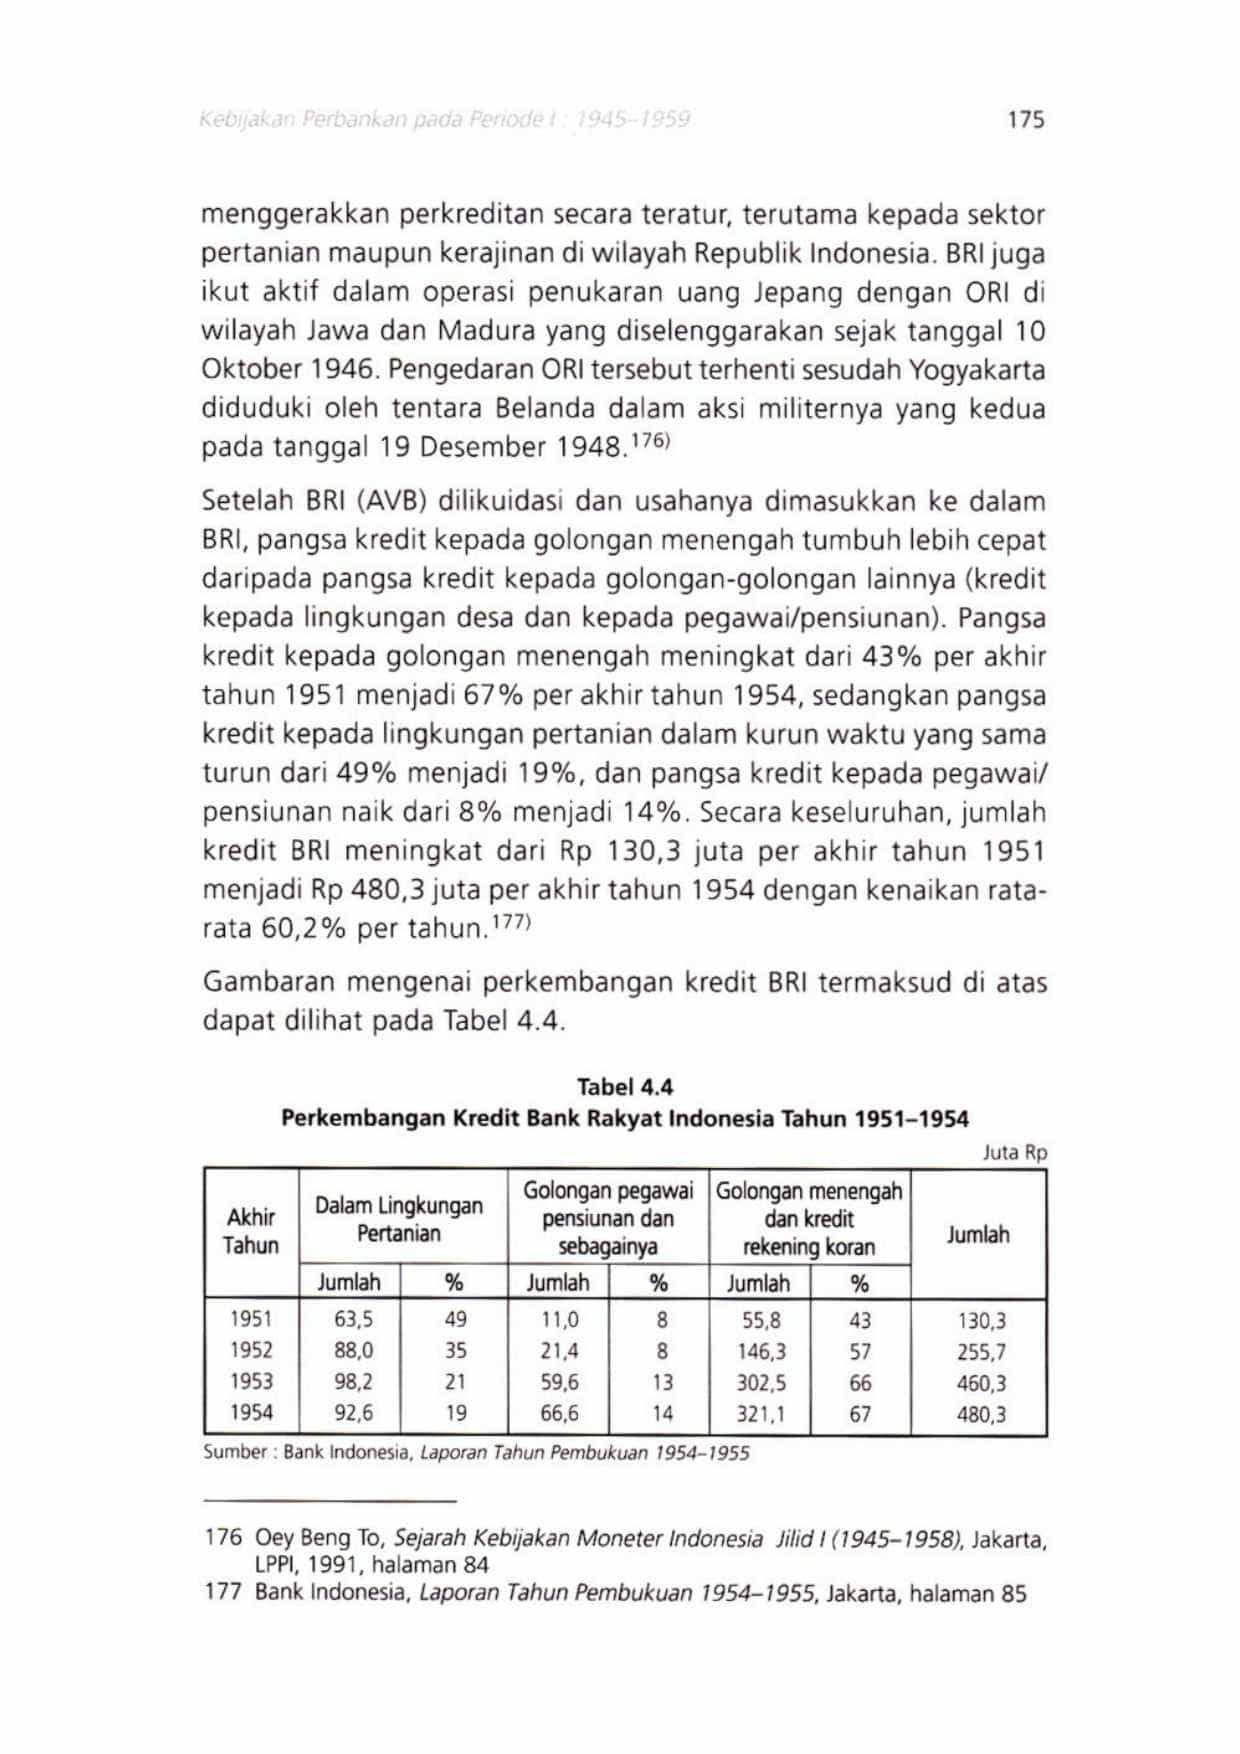 Kebijakan Perbankan pada Periode I : 1945–1959 175
menggerakkan perkreditan secara teratur, terutama kepada sektor
pertanian maupun kerajinan di wilayah Republik Indonesia. BRI juga
ikut aktif dalam operasi penukaran uang Jepang dengan ORI di
wilayah Jawa dan Madura yang diselenggarakan sejak tanggal 10
Oktober 1946. Pengedaran ORI tersebut terhenti sesudah Yogyakarta
diduduki oleh tentara Belanda dalam aksi militernya yang kedua
pada tanggal 19 Desember 1948.176)
Setelah BRI (AVB) dilikuidasi dan usahanya dimasukkan ke dalam
BRI, pangsa kredit kepada golongan menengah tumbuh lebih cepat
daripada pangsa kredit kepada golongan-golongan lainnya (kredit
kepada lingkungan desa dan kepada pegawai/pensiunan). Pangsa
kredit kepada golongan menengah meningkat dari 43% per akhir
tahun 1951 menjadi 67% per akhir tahun 1954, sedangkan pangsa
kredit kepada lingkungan pertanian dalam kurun waktu yang sama
turun dari 49% menjadi 19%, dan pangsa kredit kepada pegawai/
pensiunan naik dari 8% menjadi 14%. Secara keseluruhan, jumlah
kredit BRI meningkat dari Rp 130,3 juta per akhir tahun 1951
menjadi Rp 480,3 juta per akhir tahun 1954 dengan kenaikan rata-
rata 60,2% per tahun.177)
Gambaran mengenai perkembangan kredit BRI termaksud di atas
dapat dilihat pada Tabel 4.4.
Tabel 4.4
Perkembangan Kredit Bank Rakyat Indonesia Tahun 1951–1954
Juta Rp
Akhir
Tahun
Dalam Lingkungan
Pertanian
Golongan pegawai
pensiunan dan
sebagainya
Golongan menengah
dan kredit
rekening koran
Jumlah
Jumlah % Jumlah % Jumlah %
1951 63,5 49 11,0 8 55,8 43 130,3
1952 88,0 35 21,4 8 146,3 57 255,7
1953 98,2 21 59,6 13 302,5 66 460,3
1954 92,6 19 66,6 14 321,1 67 480,3
Sumber : Bank Indonesia, Laporan Tahun Pembukuan 1954–1955
176 Oey Beng To, Sejarah Kebijakan Moneter Indonesia Jilid I (1945–1958), Jakarta,
LPPI, 1991, halaman 84
177 Bank Indonesia, Laporan Tahun Pembukuan 1954–1955, Jakarta, halaman 85